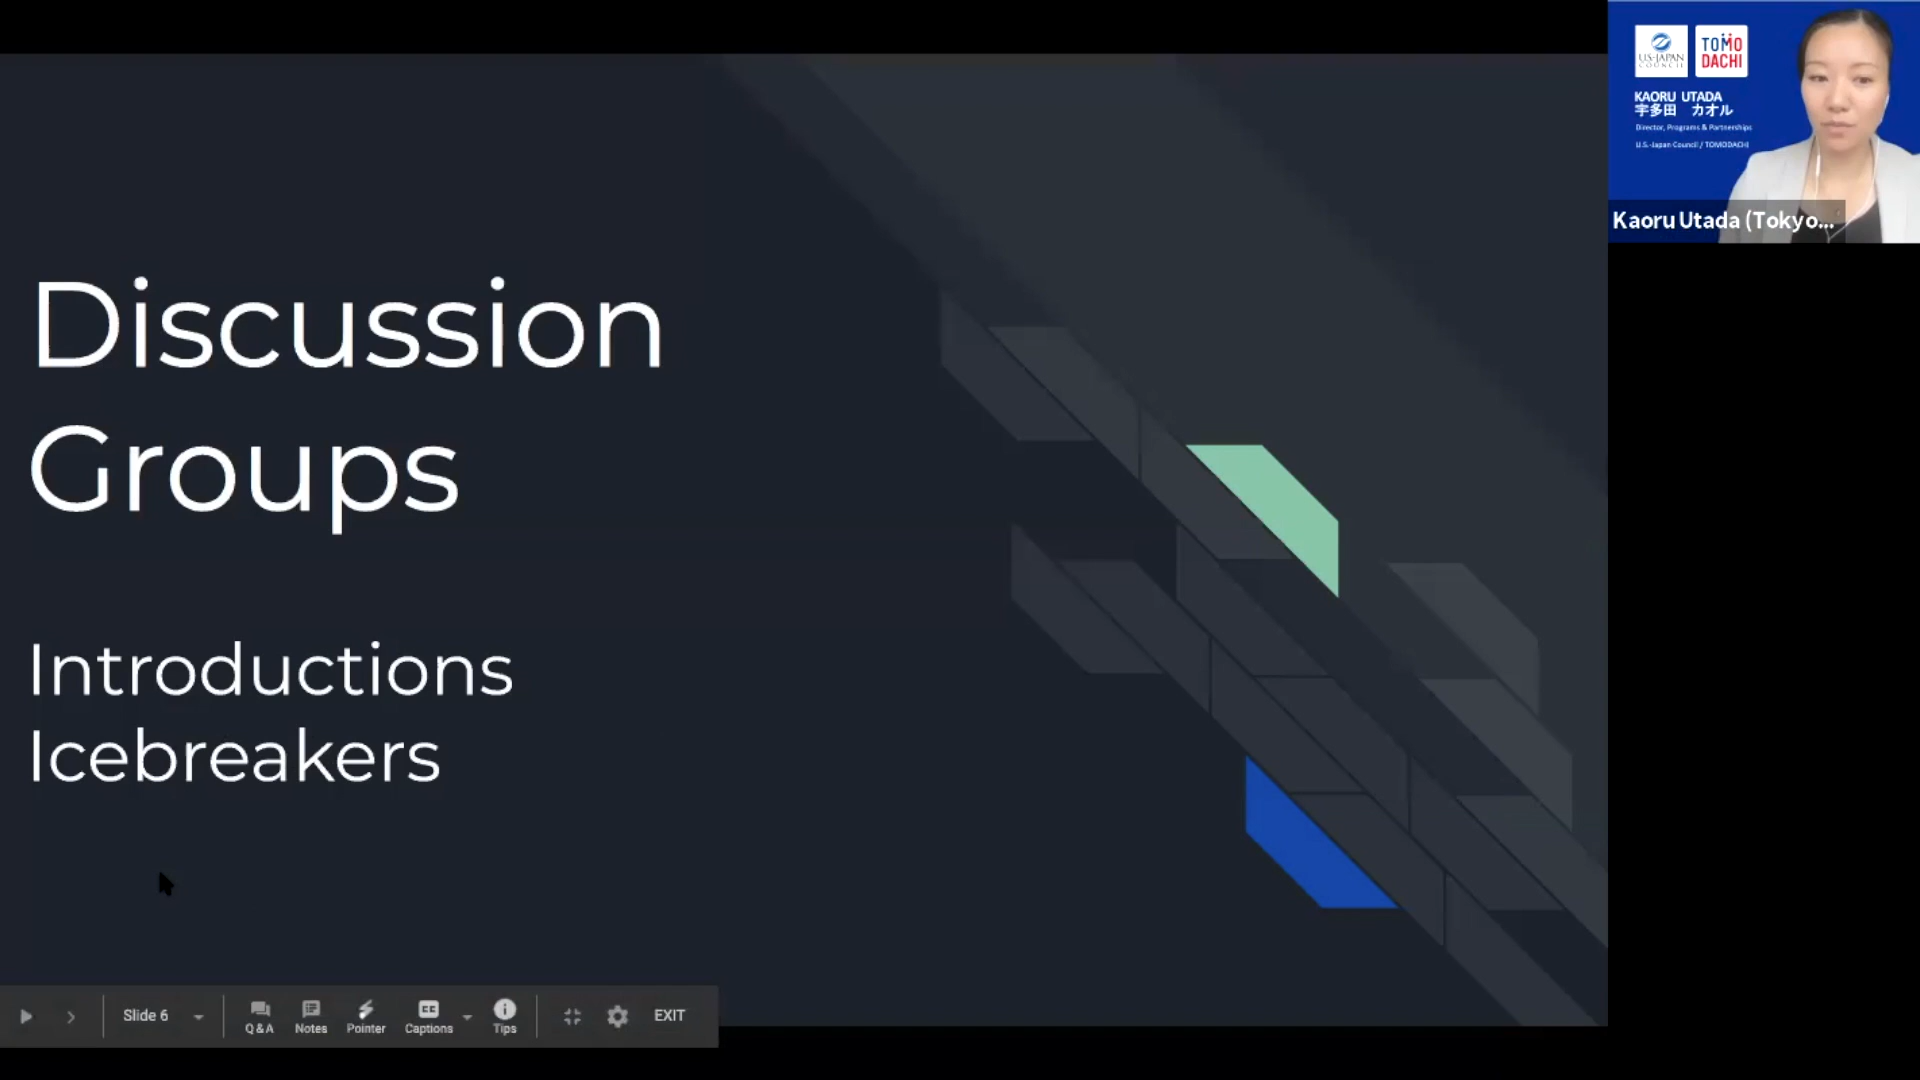 Discussion
Groups
Introductions
Icebreakers
Slide 6
Q&A
Notes
Pointer
Captions
Tips
EXIT
U.S.-JAPAN
COUNCIL
TOMO
DACHI
KAORU UTADA
宇多田 カオル
Director, Programs & Partnerships
U.S.-Japan Council / TOMODACHI
Kaoru Utada (Tokyo...